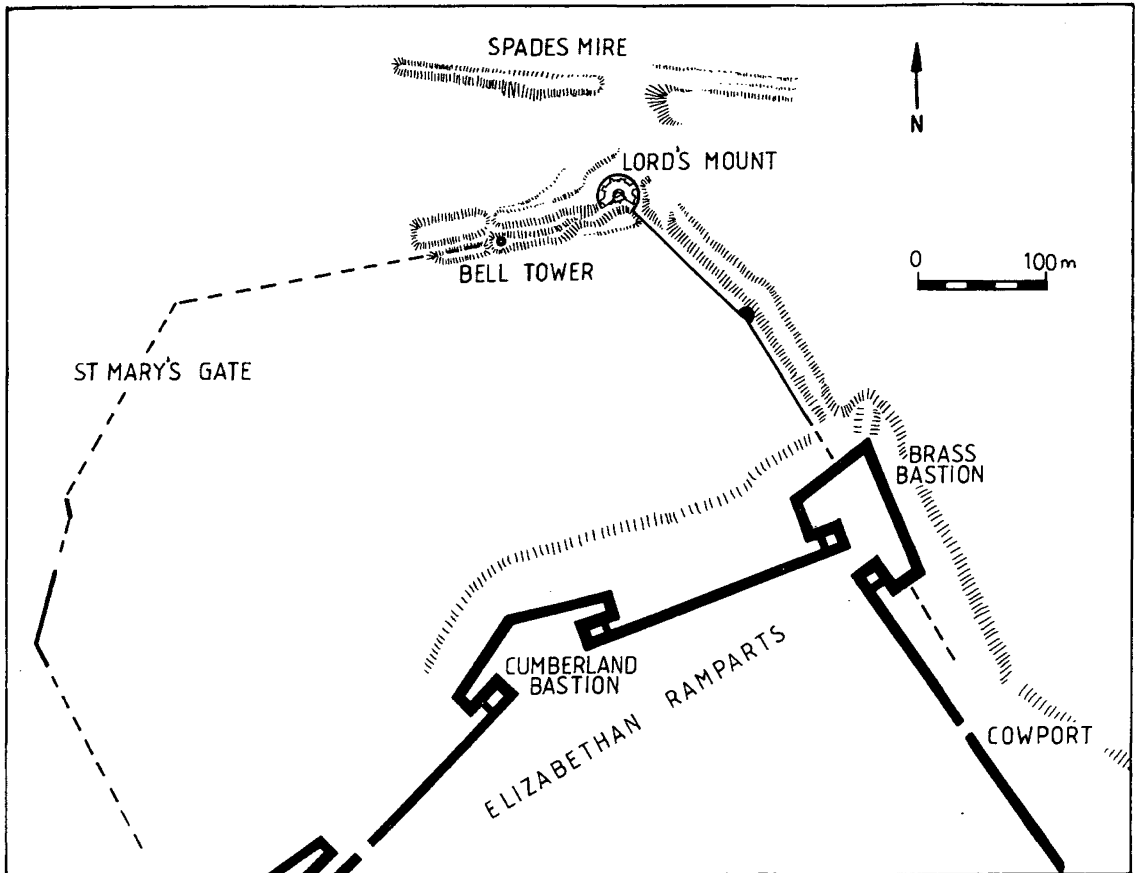 SPADES MIRE
N
LORD'S MOUNT
0 100m
BELL TOWER
ST MARY'S GATE
BRASS
BASTION
CUMBERLAND
BASTION
ELIZABETHAN RAMPARTS
COWPORT